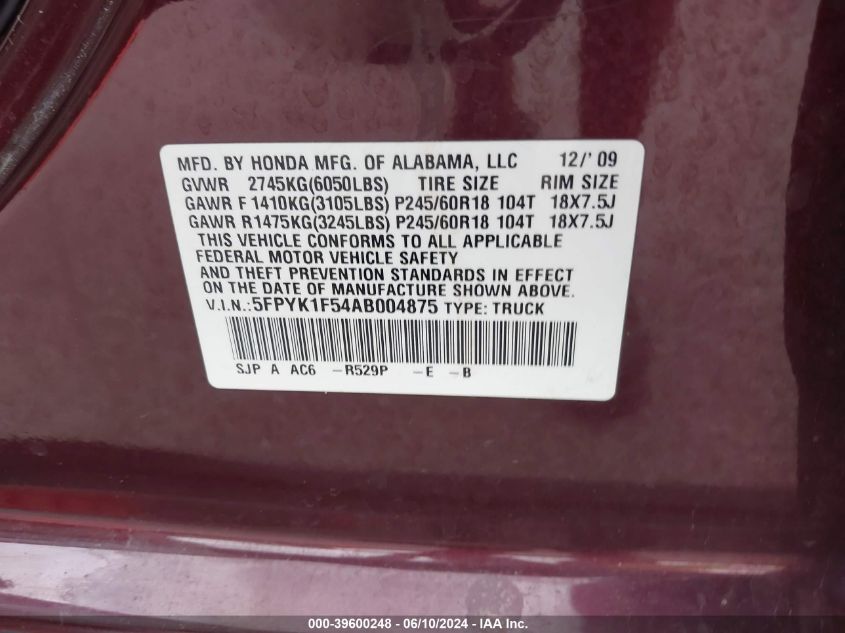 MFD. BY HONDA MFG. OF ALABAMA, LLC 12/' 09
GVWR 2745KG(6050LBS) TIRE SIZE RIM SIZE
GAWR F 1410KG(3105LBS) P245/60R18 104T 18X7.5J
GAWR R1475KG(3245LBS) P245/60R18 104T 18X7.5J
THIS VEHICLE CONFORMS TO ALL APPLICABLE
FEDERAL MOTOR VEHICLE SAFETY
AND THEFT PREVENTION STANDARDS IN EFFECT
ON THE DATE OF MANUFACTURE SHOWN ABOVE.
V.I.N.:5FPYK1F54AB004875 TYPE: TRUCK
SJP A AC6 -R529P -E -B
000-39600248 - 06/10/2024 - IAA Inc.